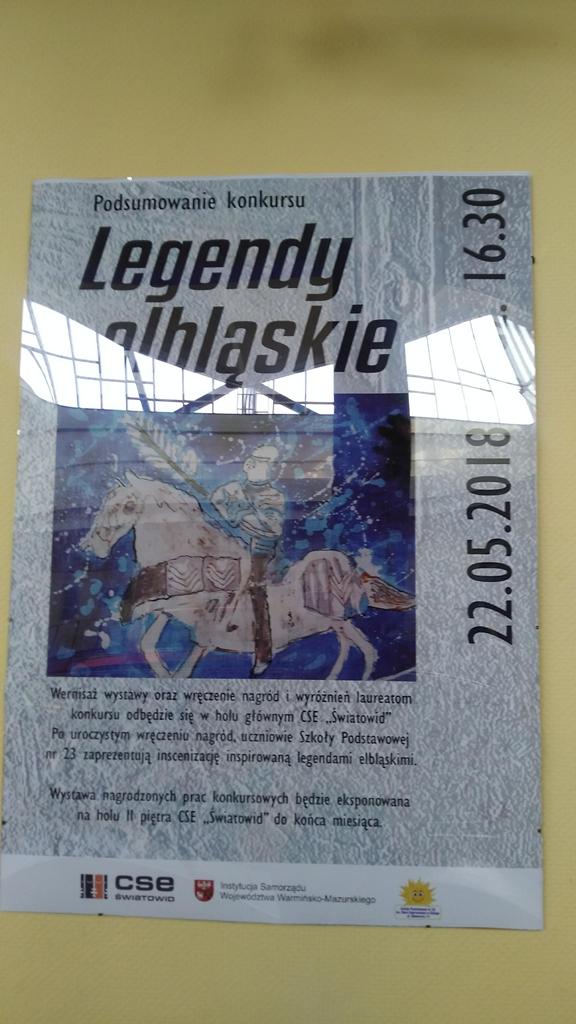 Podsumowanie konkursu
Legendy
elbląskie
22.05.2018 16.30
Wernisaż wystawy oraz wręczenie nagród i wyróżnień laureatom
konkursu odbędzie się w holu głównym CSE „Światowid”
Po uroczystym wręczeniu nagród, uczniowie Szkoły Podstawowej
nr 23 zaprezentują inscenizację inspirowaną legendami elbląskimi.
Wystawa nagrodzonych prac konkursowych będzie eksponowana
na holu II piętra CSE „Światowid” do końca miesiąca.
cse
ŚWIATOWID
Instytucja Samorządu
Województwa Warmińsko-Mazurskiego